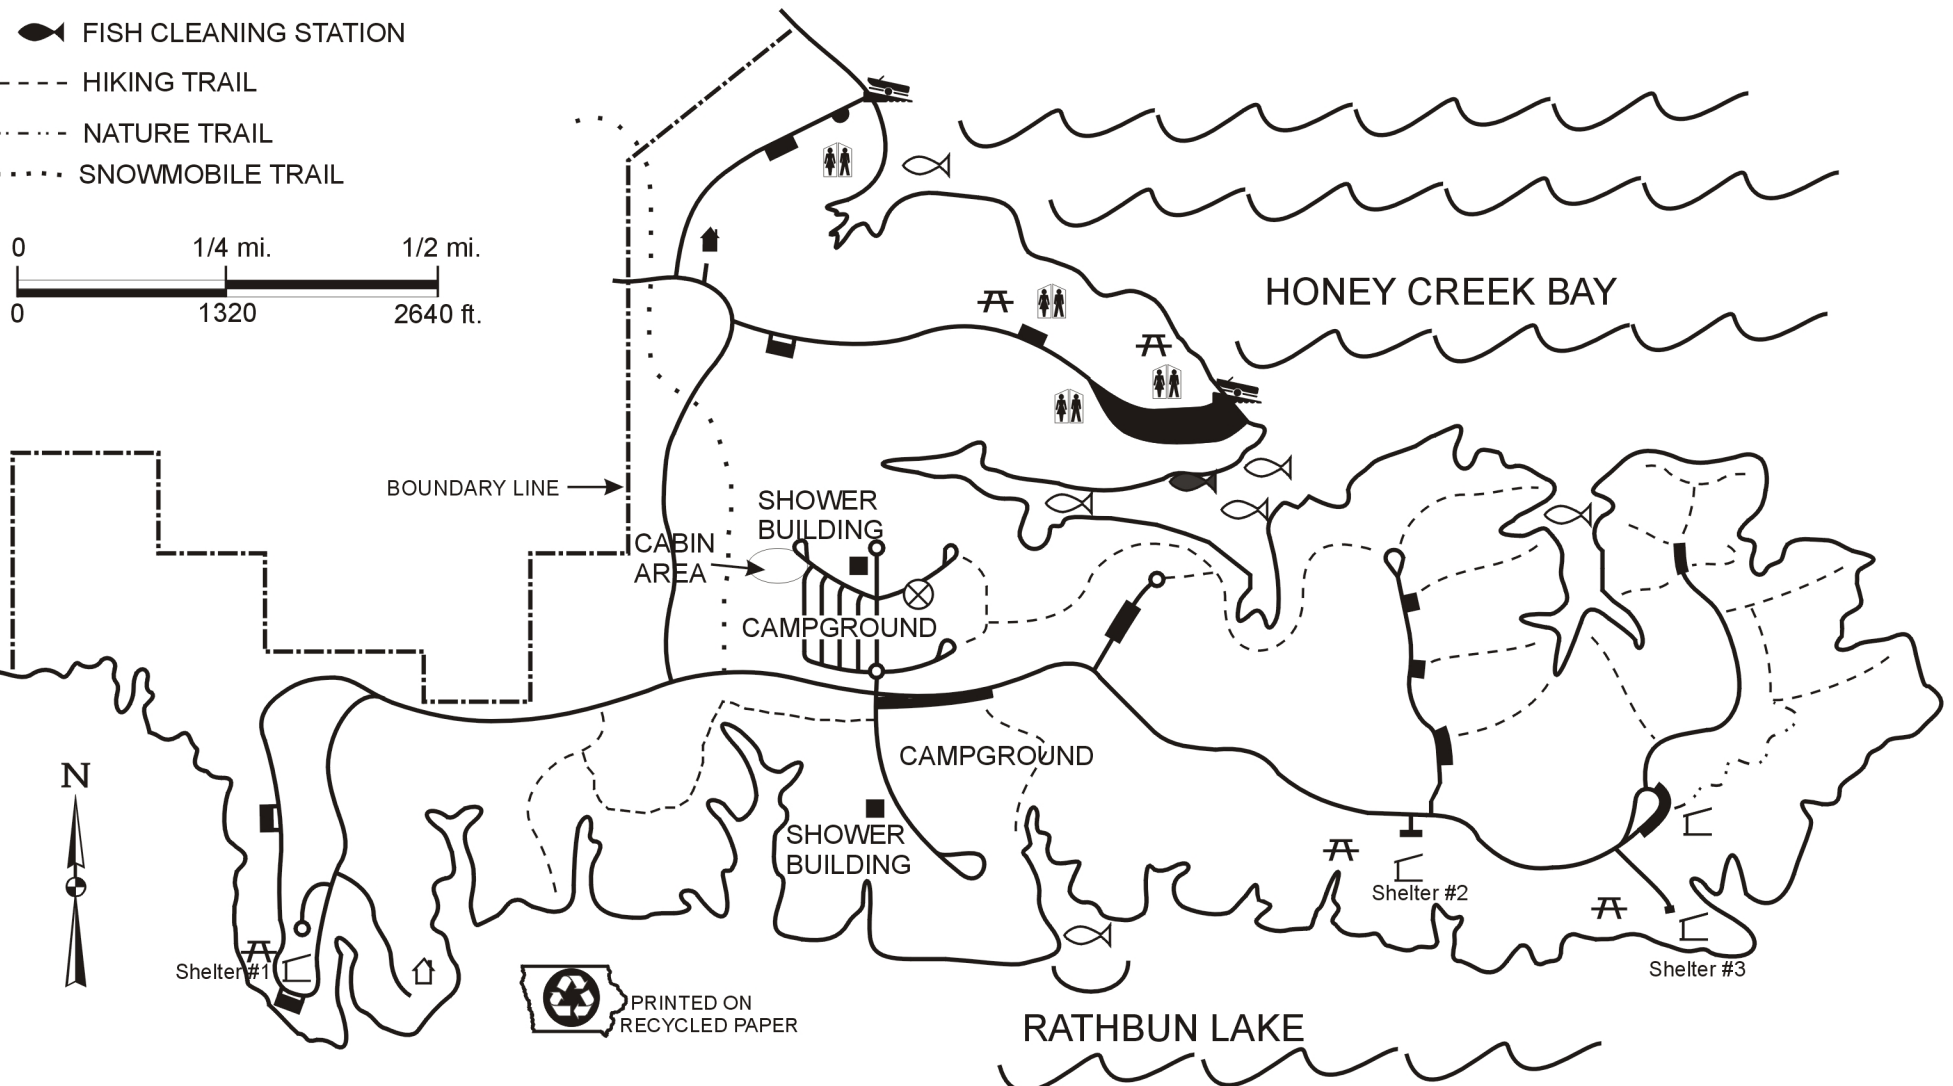 FISH CLEANING STATION
HIKING TRAIL
NATURE TRAIL
SNOWMOBILE TRAIL
0 1/4 mi. 1/2 mi.
0 1320 2640 ft.
HONEY CREEK BAY
BOUNDARY LINE
SHOWER
BUILDING
CABIN
AREA
CAMPGROUND
CAMPGROUND
SHOWER
BUILDING
N
Shelter #1
Shelter #2
Shelter #3
PRINTED ON
RECYCLED PAPER
RATHBUN LAKE